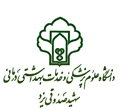 دانشگاه علوم پزشکی و خدمات بهداشتی درمانی
شهید صدوقی یزد